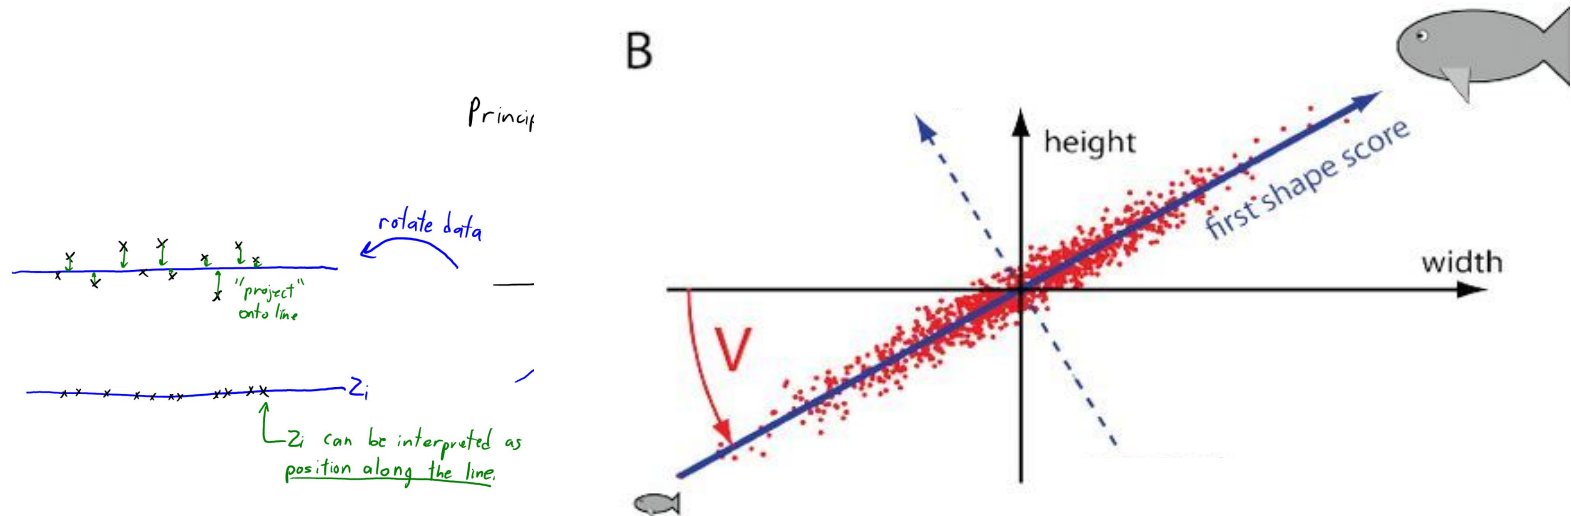 Princip
rotate data
"project"
onto line
Zi
Zi can be interpreted as
position along the line.
B
height
first shape score
width
V